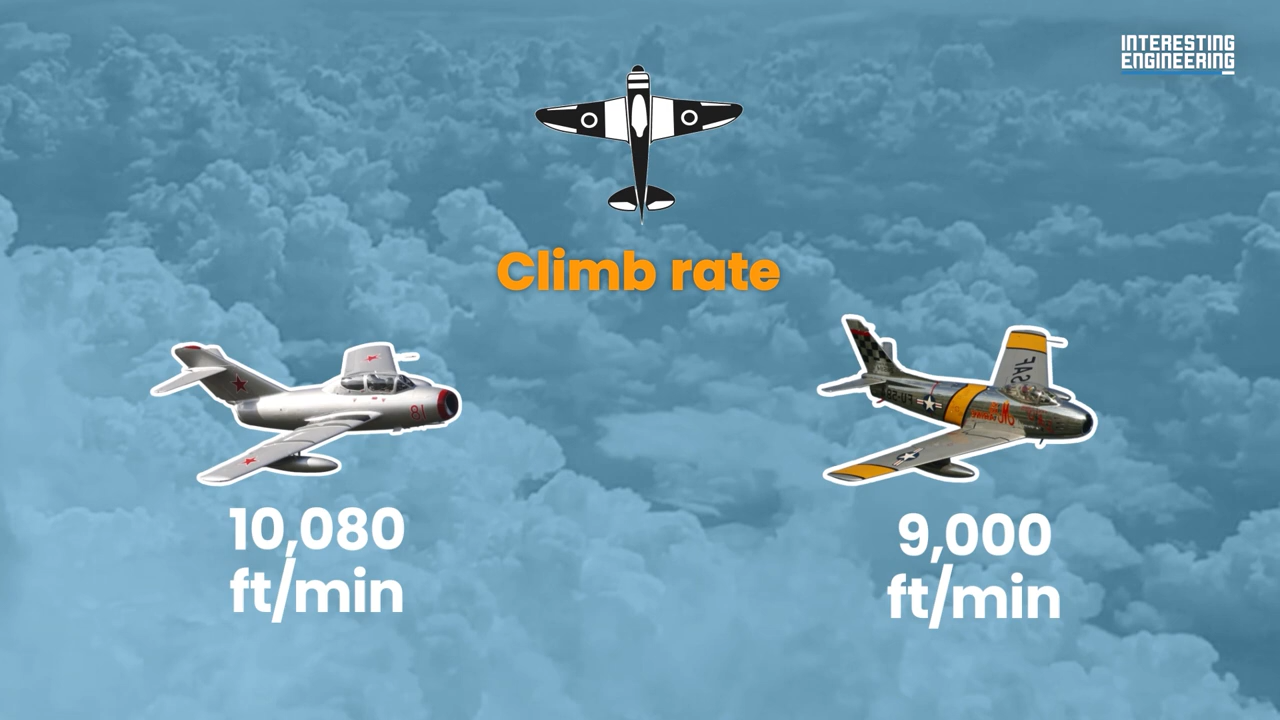 INTERESTING
ENGINEERING
Climb rate
10,080
ft/min
9,000
ft/min